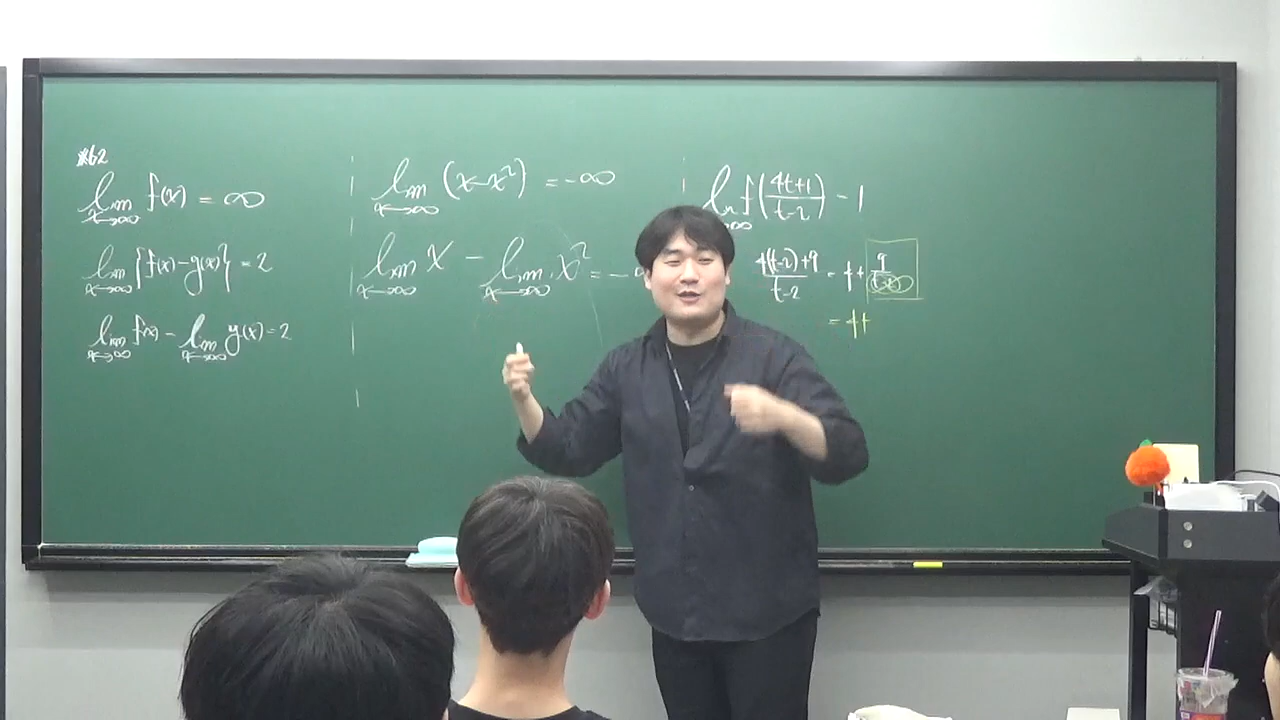 *62
lim x→∞ f(x) = ∞
lim x→∞ {f(x)-g(x)} = 2
lim x→∞ f(x) - lim x→∞ g(x) = 2
lim x→∞ (x-x²) = -∞
lim x→∞ x - lim x→∞ x² = -
f((4t+1)/(t-2)) - 1
(4(t-2)+9)/(t-2) = 4+ 9/
= 4+